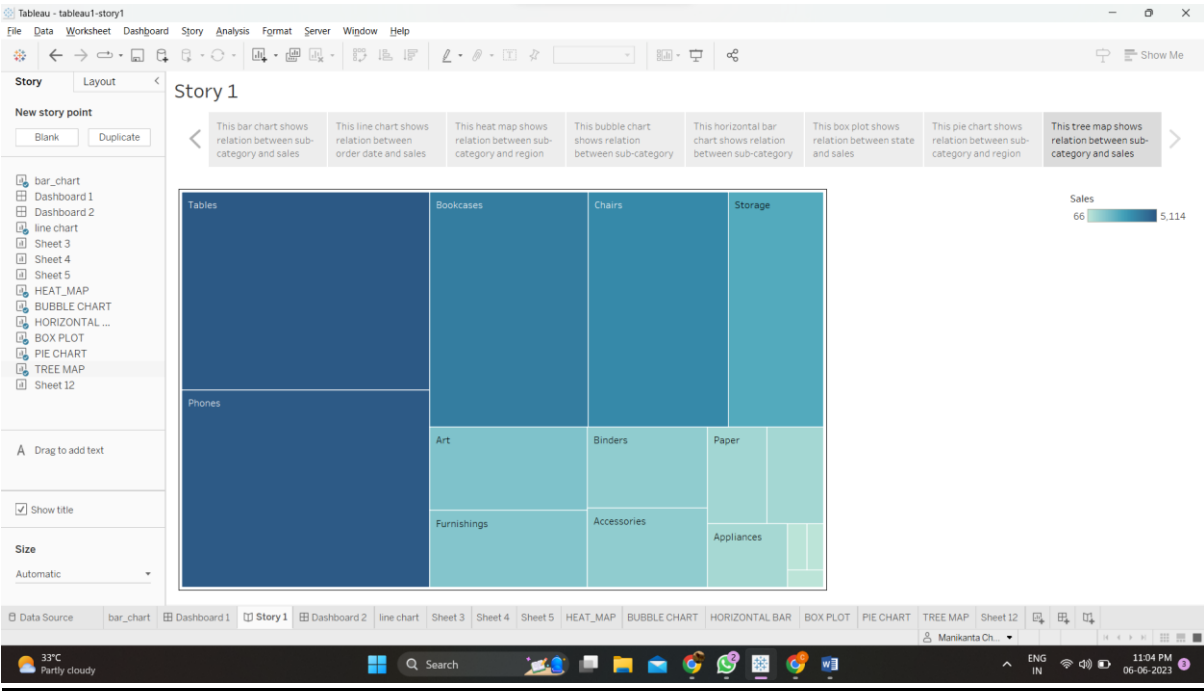 Tableau - tableau1-story1
File Data Worksheet Dashboard Story Analysis Format Server Window Help
Show Me
Story Layout
New story point
Blank Duplicate
bar_chart
Dashboard 1
Dashboard 2
line chart
Sheet 3
Sheet 4
Sheet 5
HEAT_MAP
BUBBLE CHART
HORIZONTAL ...
BOX PLOT
PIE CHART
TREE MAP
Sheet 12
A Drag to add text
Show title
Size
Automatic
Story 1
This bar chart shows
relation between sub-
category and sales
This line chart shows
relation between
order date and sales
This heat map shows
relation between sub-
category and region
This bubble chart
shows relation
between sub-category
This horizontal bar
chart shows relation
between sub-category
This box plot shows
relation between state
and sales
This pie chart shows
relation between sub-
category and region
This tree map shows
relation between sub-
category and sales
Tables
Bookcases
Chairs
Storage
Phones
Art
Binders
Paper
Furnishings
Accessories
Appliances
Sales
66 5,114
Data Source bar_chart Dashboard 1 Story 1 Dashboard 2 line chart Sheet 3 Sheet 4 Sheet 5 HEAT_MAP BUBBLE CHART HORIZONTAL BAR BOX PLOT PIE CHART TREE MAP Sheet 12
Manikanta Ch...
33°C
Partly cloudy
Search
2
ENG
IN
11:04 PM
06-06-2023
3